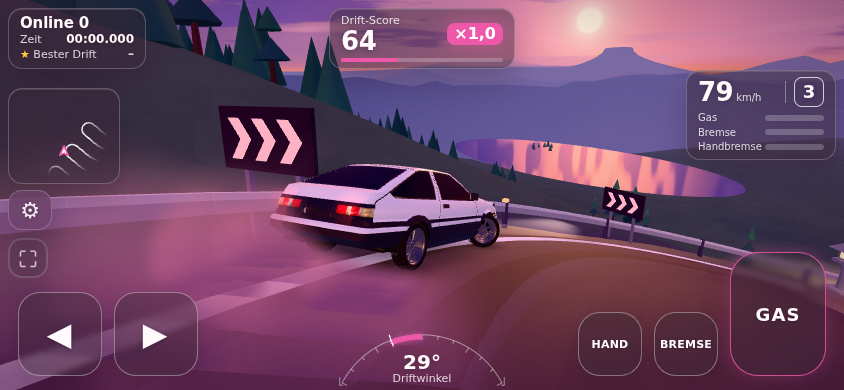 Online 0
Zeit 00:00.000
★ Bester Drift –
Drift-Score
64
×1,0
79 km/h 3
Gas
Bremse
Handbremse
29°
Driftwinkel
HAND
BREMSE
GAS